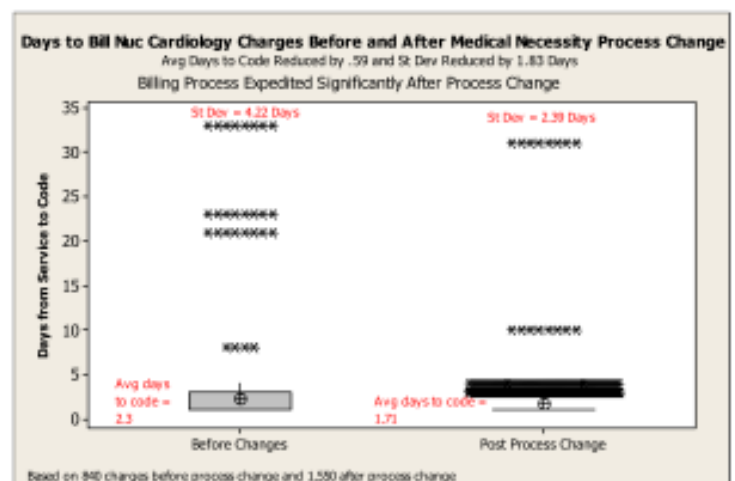 Days to Bill Nuc Cardiology Charges Before and After Medical Necessity Process Change
Avg Days to Code Reduced by .59 and St Dev Reduced by 1.83 Days
Billing Process Expedited Significantly After Process Change
St Dev = 4.22 Days
St Dev = 2.39 Days
Days from Service to Code
35
30
25
20
15
10
5
0
Avg days
to code =
2.3
Avg days to code =
1.71
Before Changes
Post Process Change
Based on 840 charges before process change and 1,550 after process change